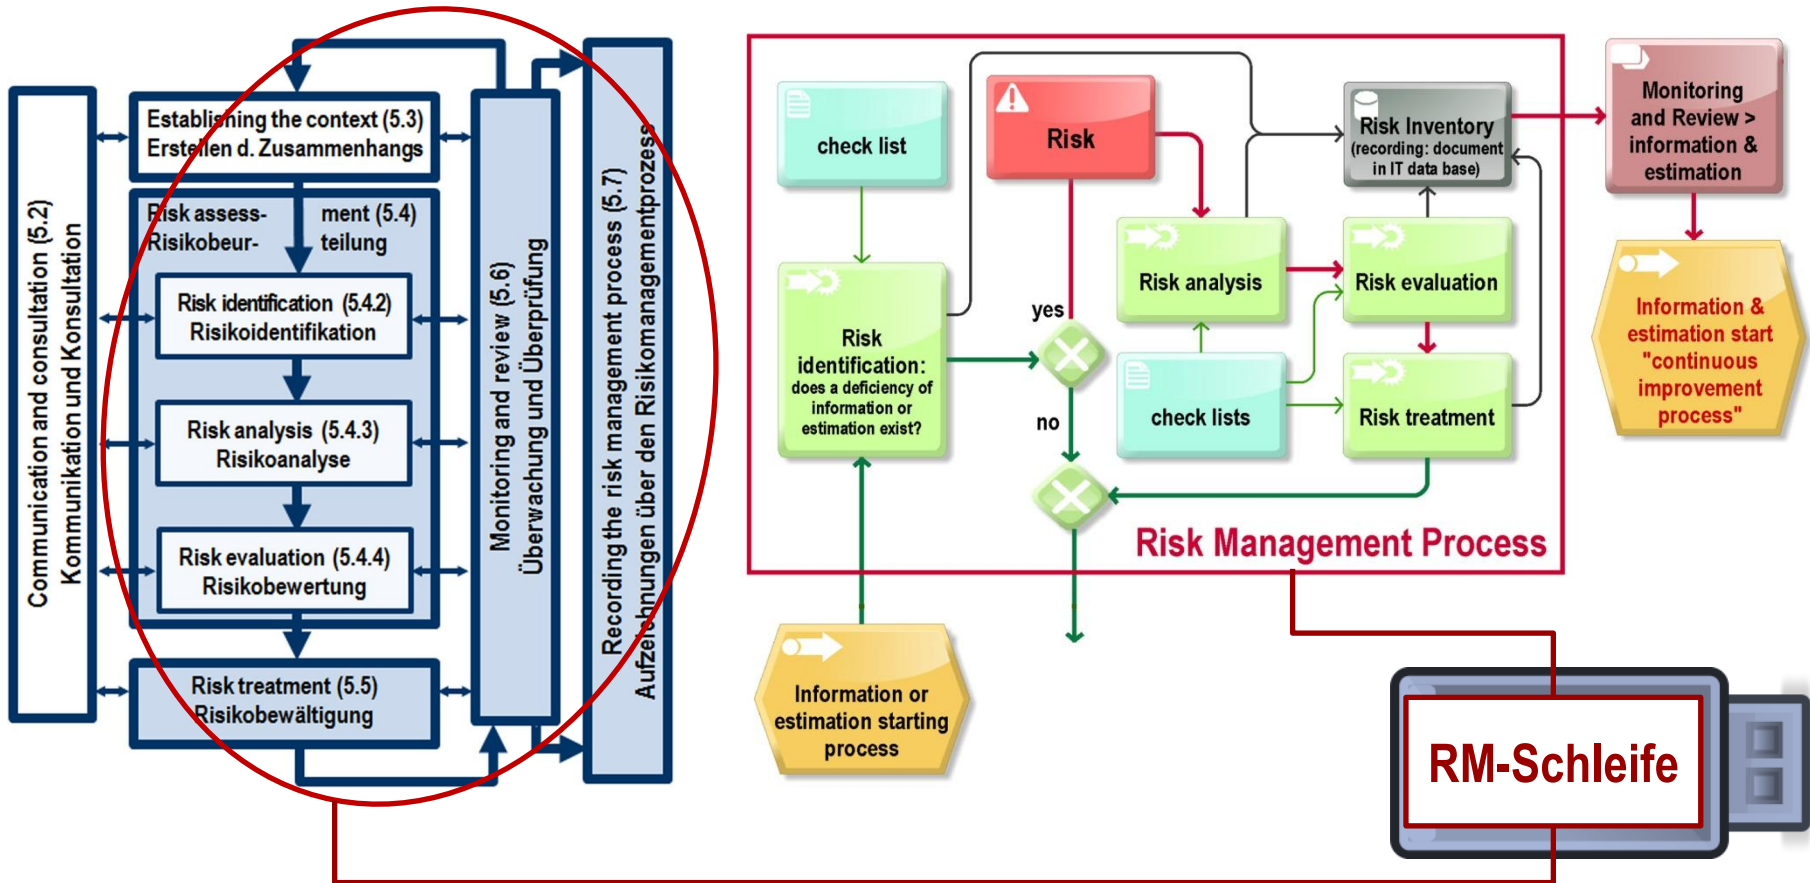 Communication and consultation (5.2)
Kommunikation und Konsultation
Establishing the context (5.3)
Erstellen d. Zusammenhangs
Risk assess- ment (5.4)
Risikobeur- teilung
Risk identification (5.4.2)
Risikoidentifikation
Risk analysis (5.4.3)
Risikoanalyse
Risk evaluation (5.4.4)
Risikobewertung
Risk treatment (5.5)
Risikobewältigung
Monitoring and review (5.6)
Überwachung und Überprüfung
Recording the risk management process (5.7)
Aufzeichnungen über den Risikomanagementprozess
check list
Risk
Risk Inventory
(recording: document
in IT data base)
Monitoring
and Review >
information &
estimation
Risk analysis
Risk evaluation
Risk
identification:
does a deficiency of
information or
estimation exist?
yes
no
check lists
Risk treatment
Information &
estimation start
"continuous
improvement
process"
Risk Management Process
Information or
estimation starting
process
RM-Schleife